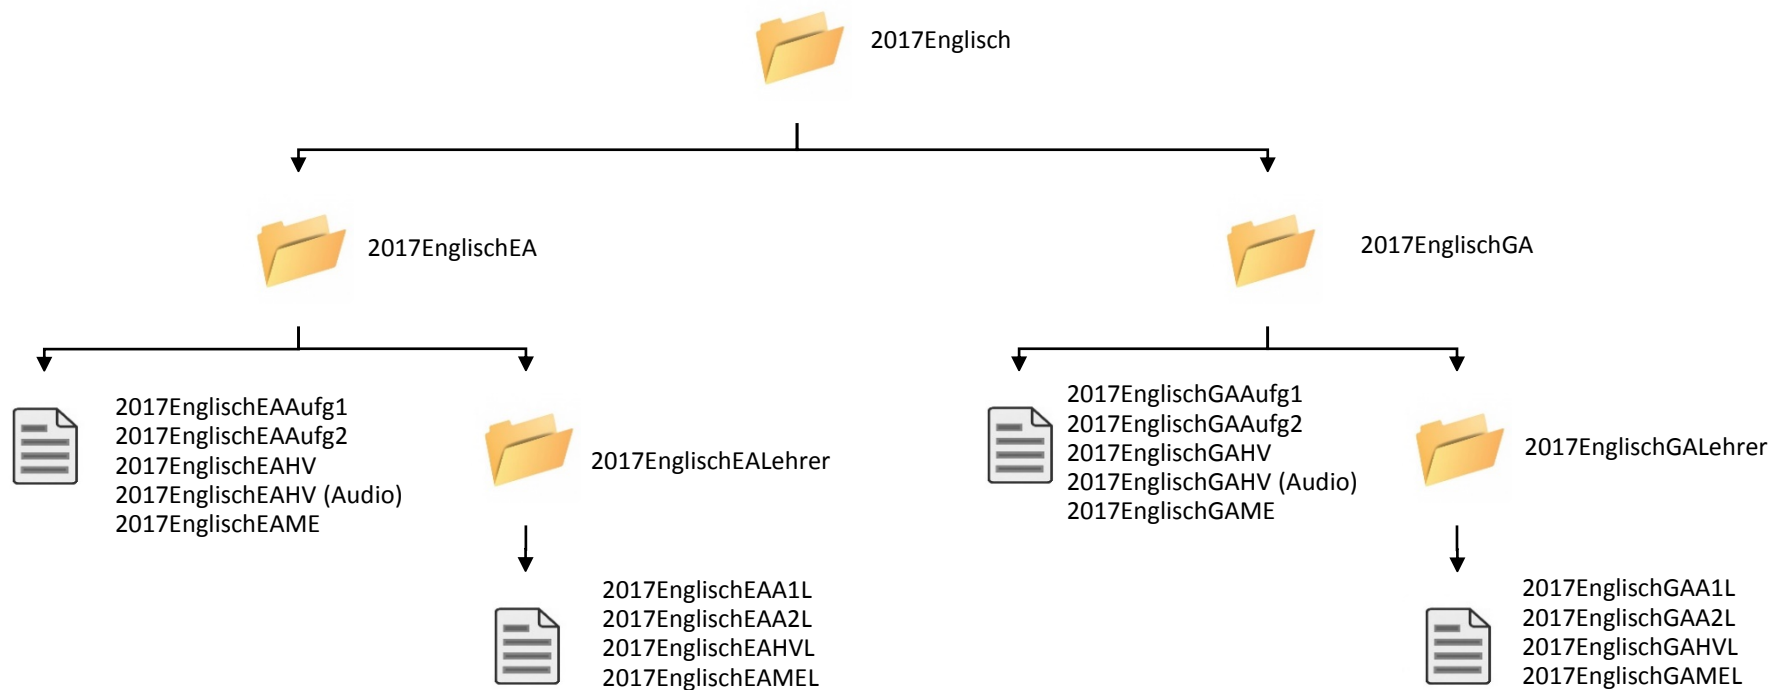 2017Englisch
2017EnglischEA
2017EnglischGA
2017EnglischEAAufg1
2017EnglischEAAufg2
2017EnglischEAHV
2017EnglischEAHV (Audio)
2017EnglischEAME
2017EnglischEALehrer
2017EnglischGAAufg1
2017EnglischGAAufg2
2017EnglischGAHV
2017EnglischGAHV (Audio)
2017EnglischGAME
2017EnglischGALehrer
2017EnglischEAA1L
2017EnglischEAA2L
2017EnglischEAHVL
2017EnglischEAMEL
2017EnglischGAA1L
2017EnglischGAA2L
2017EnglischGAHVL
2017EnglischGAMEL